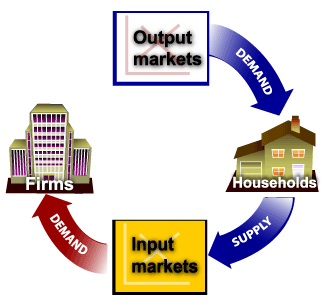 Output
markets
DEMAND
Firms
Households
DEMAND
SUPPLY
Input
markets